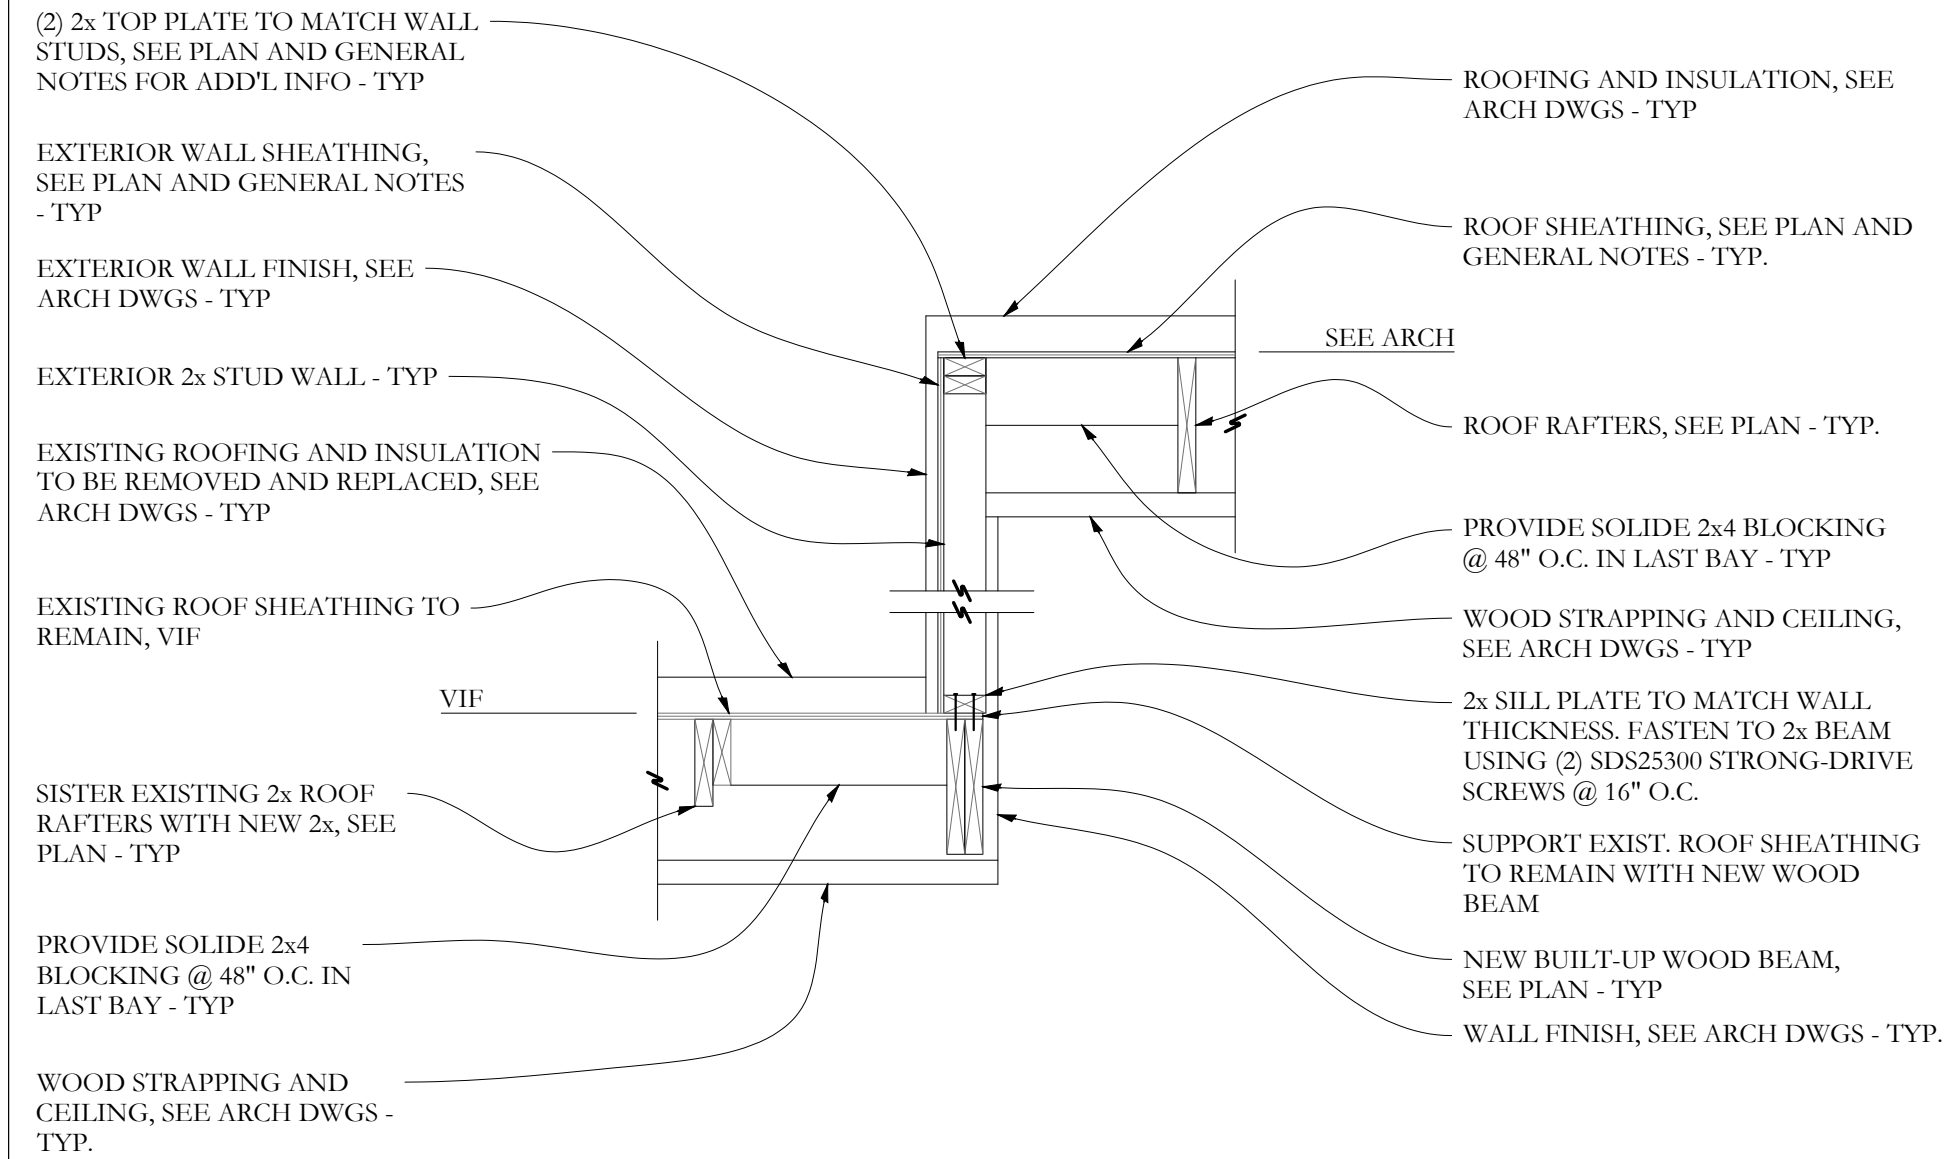 (2) 2x TOP PLATE TO MATCH WALL
STUDS, SEE PLAN AND GENERAL
NOTES FOR ADD'L INFO - TYP
EXTERIOR WALL SHEATHING,
SEE PLAN AND GENERAL NOTES
- TYP
EXTERIOR WALL FINISH, SEE
ARCH DWGS - TYP
EXTERIOR 2x STUD WALL - TYP
EXISTING ROOFING AND INSULATION
TO BE REMOVED AND REPLACED, SEE
ARCH DWGS - TYP
EXISTING ROOF SHEATHING TO
REMAIN, VIF
VIF
SISTER EXISTING 2x ROOF
RAFTERS WITH NEW 2x, SEE
PLAN - TYP
PROVIDE SOLIDE 2x4
BLOCKING @ 48" O.C. IN
LAST BAY - TYP
WOOD STRAPPING AND
CEILING, SEE ARCH DWGS -
TYP.
ROOFING AND INSULATION, SEE
ARCH DWGS - TYP
ROOF SHEATHING, SEE PLAN AND
GENERAL NOTES - TYP.
SEE ARCH
ROOF RAFTERS, SEE PLAN - TYP.
PROVIDE SOLIDE 2x4 BLOCKING
@ 48" O.C. IN LAST BAY - TYP
WOOD STRAPPING AND CEILING,
SEE ARCH DWGS - TYP
2x SILL PLATE TO MATCH WALL
THICKNESS. FASTEN TO 2x BEAM
USING (2) SDS25300 STRONG-DRIVE
SCREWS @ 16" O.C.
SUPPORT EXIST. ROOF SHEATHING
TO REMAIN WITH NEW WOOD
BEAM
NEW BUILT-UP WOOD BEAM,
SEE PLAN - TYP
WALL FINISH, SEE ARCH DWGS - TYP.